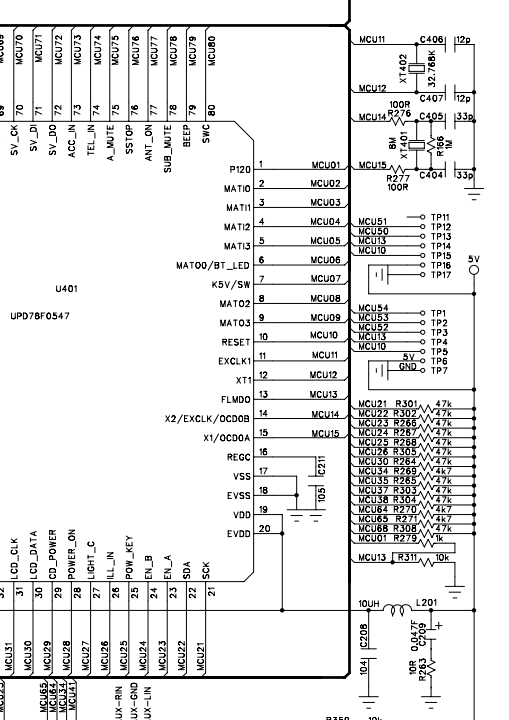 MCU70
MCU71
MCU72
MCU73
MCU74
MCU75
MCU76
MCU77
MCU78
MCU79
MCU80
70
71
72
73
74
75
76
77
78
79
80
SV_CK
SV_DI
SV_DO
ACC_IN
TEL_IN
A_MUTE
SSTOP
ANT_ON
SUB_MUTE
BEEP
SWC
MCU11 C406 12p
XT402
32.768K
MCU12 C407 12p
100R
MCU14 R276 C405 33p
8M
XT401
R166
1M
MCU15 R277 C404 33p
100R
P120 1 MCU01
MATI0 2 MCU02
MATI1 3 MCU03
MATI2 4 MCU04
MATI3 5 MCU05
MATO0/BT_LED 6 MCU06
K5V/SW 7 MCU07
MATO2 8 MCU08
MATO3 9 MCU09
RESET 10 MCU10
EXCLK1 11 MCU11
XT1 12 MCU12
FLMD0 13 MCU13
X2/EXCLK/OCD0B 14 MCU14
X1/OCD0A 15 MCU15
REGC 16
VSS 17
EVSS 18
VDD 19
EVDD 20
U401
UPD78F0547
C211
105
TP11
MCU51 TP12
MCU50 TP13
MCU13 TP14
MCU10 TP15
TP16
TP17
5V
MCU54 TP1
MCU53 TP2
MCU52 TP3
MCU13 TP4
MCU10 TP5
5V TP6
GND TP7
MCU21 R301 47k
MCU22 R302 47k
MCU23 R266 47k
MCU24 R267 47k
MCU25 R268 47k
MCU26 R305 47k
MCU30 R264 47k
MCU34 R269 4k7
MCU35 R265 47k
MCU37 R303 47k
MCU38 R304 47k
MCU64 R270 4k7
MCU65 R271 4k7
MCU68 R308 47k
MCU01 R279 1k
MCU13 R311 10k
LCD_CLK
LCD_DATA
CD_POWER
POWER_ON
LIGHT_C
ILL_IN
POW_KEY
EN_B
EN_A
SDA
SCK
32
31
30
29
28
27
26
25
24
23
22
21
MCU31
MCU30
MCU29
MCU28
MCU27
MCU26
MCU25
MCU24
MCU23
MCU22
MCU21
10UH L201
C208
104
0.047F
C209
+
10R
R263
MCU65
MCU64
MCU34
MCU41
UX-RIN
UX-GND
UX-LIN